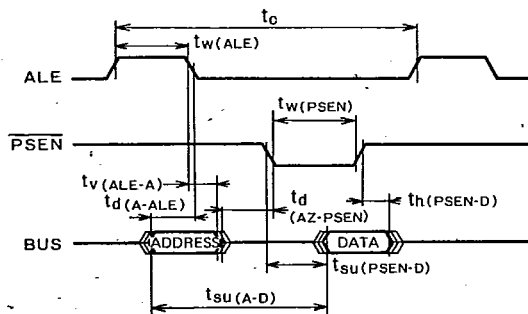 tc
tw(ALE)
ALE
tw(PSEN)
PSEN
tv(ALE-A)
td(A-ALE)
td(AZ-PSEN)
th(PSEN-D)
BUS
ADDRESS
DATA
tsu(PSEN-D)
tsu(A-D)